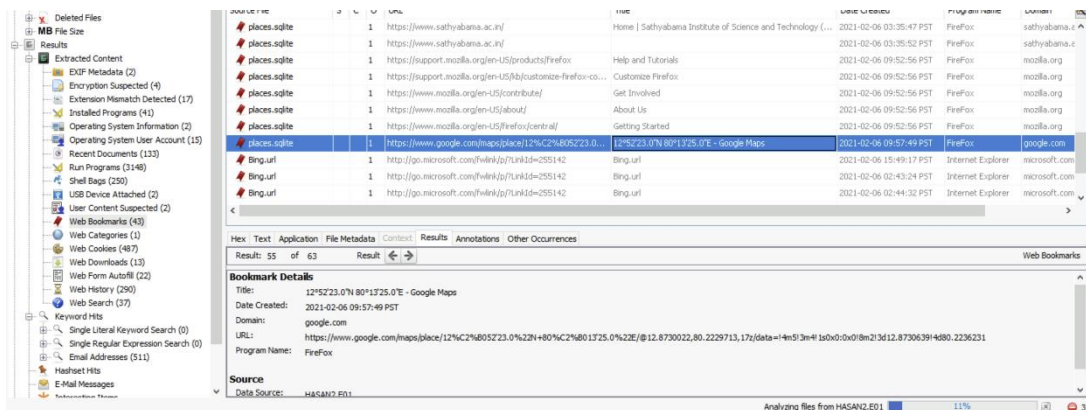 Deleted Files
MB File Size
Results
Extracted Content
EXIF Metadata (2)
Encryption Suspected (4)
Extension Mismatch Detected (17)
Installed Programs (41)
Operating System Information (2)
Operating System User Account (15)
Recent Documents (133)
Run Programs (3148)
Shell Bags (250)
USB Device Attached (2)
User Content Suspected (2)
Web Bookmarks (43)
Web Categories (1)
Web Cookies (487)
Web Downloads (13)
Web Form Autofill (22)
Web History (290)
Web Search (37)
Keyword Hits
Single Literal Keyword Search (0)
Single Regular Expression Search (0)
Email Addresses (511)
Hashset Hits
E-Mail Messages
Interesting Items
Source File S C O URL Title Date Created Program Name Domain
places.sqlite 1 https://www.sathyabama.ac.in/ Home | Sathyabama Institute of Science and Technology (... 2021-02-06 03:35:47 PST FireFox sathyabama.a
places.sqlite 1 https://www.sathyabama.ac.in/ 2021-02-06 03:35:52 PST FireFox sathyabama.a
places.sqlite 1 https://support.mozilla.org/en-US/products/firefox Help and Tutorials 2021-02-06 09:52:56 PST FireFox mozilla.org
places.sqlite 1 https://support.mozilla.org/en-US/kb/customize-firefox-co... Customize Firefox 2021-02-06 09:52:56 PST FireFox mozilla.org
places.sqlite 1 https://www.mozilla.org/en-US/contribute/ Get Involved 2021-02-06 09:52:56 PST FireFox mozilla.org
places.sqlite 1 https://www.mozilla.org/en-US/about/ About Us 2021-02-06 09:52:56 PST FireFox mozilla.org
places.sqlite 1 https://www.mozilla.org/en-US/firefox/central/ Getting Started 2021-02-06 09:52:56 PST FireFox mozilla.org
places.sqlite 1 https://www.google.com/maps/place/12%C2%B052'23.0... 12°52'23.0"N 80°13'25.0"E - Google Maps 2021-02-06 09:57:49 PST FireFox google.com
Bing.url 1 http://go.microsoft.com/fwlink/p/?LinkId=255142 Bing.url 2021-02-06 15:49:17 PST Internet Explorer microsoft.com
Bing.url 1 http://go.microsoft.com/fwlink/p/?LinkId=255142 Bing.url 2021-02-06 02:43:24 PST Internet Explorer microsoft.com
Bing.url 1 http://go.microsoft.com/fwlink/p/?LinkId=255142 Bing.url 2021-02-06 02:44:32 PST Internet Explorer microsoft.com
Hex Text Application File Metadata Context Results Annotations Other Occurrences
Result: 55 of 63 Result Web Bookmarks
Bookmark Details
Title: 12°52'23.0"N 80°13'25.0"E - Google Maps
Date Created: 2021-02-06 09:57:49 PST
Domain: google.com
URL: https://www.google.com/maps/place/12%C2%B052'23.0%22N+80%C2%B013'25.0%22E/@12.8730022,80.2229713,17z/data=!4m5!3m4!1s0x0:0x0!8m2!3d12.8730639!4d80.2236231
Program Name: FireFox
Source
Data Source: HASAN2.E01
Analyzing files from HASAN2.E01 11% 3